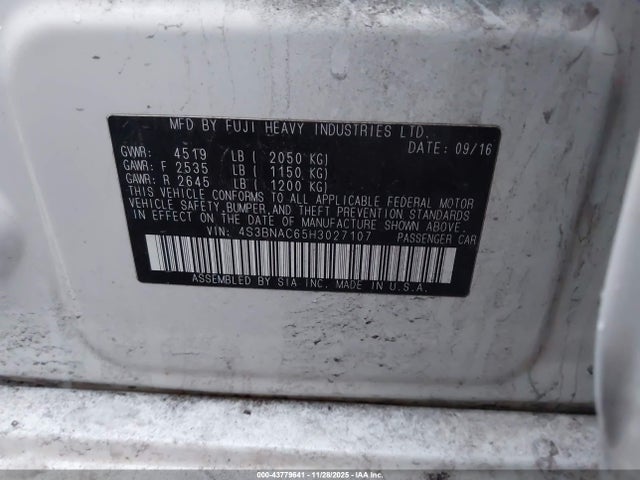 MFD BY FUJI HEAVY INDUSTRIES LTD.
DATE: 09/16
GVWR: 4519 LB ( 2050 KG)
GAWR: F 2535 LB ( 1150 KG)
GAWR: R 2645 LB ( 1200 KG)
THIS VEHICLE CONFORMS TO ALL APPLICABLE FEDERAL MOTOR
VEHICLE SAFETY,BUMPER,AND THEFT PREVENTION STANDARDS
IN EFFECT ON THE DATE OF MANUFACTURE SHOWN ABOVE.
VIN: 4S3BNAC65H3027107 PASSENGER CAR
ASSEMBLED BY SIA INC. MADE IN U.S.A.
000-43779641 - 11/28/2025 - IAA Inc.